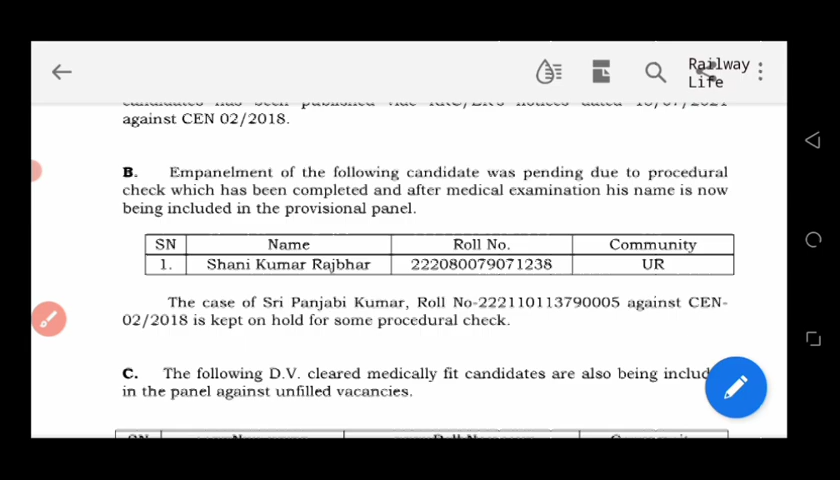 Railway
Life
against CEN 02/2018.
B. Empanelment of the following candidate was pending due to procedural
check which has been completed and after medical examination his name is now
being included in the provisional panel.
SN Name Roll No. Community
1. Shani Kumar Rajbhar 222080079071238 UR
The case of Sri Panjabi Kumar, Roll No-222110113790005 against CEN-
02/2018 is kept on hold for some procedural check.
C. The following D.V. cleared medically fit candidates are also being includ
in the panel against unfilled vacancies.